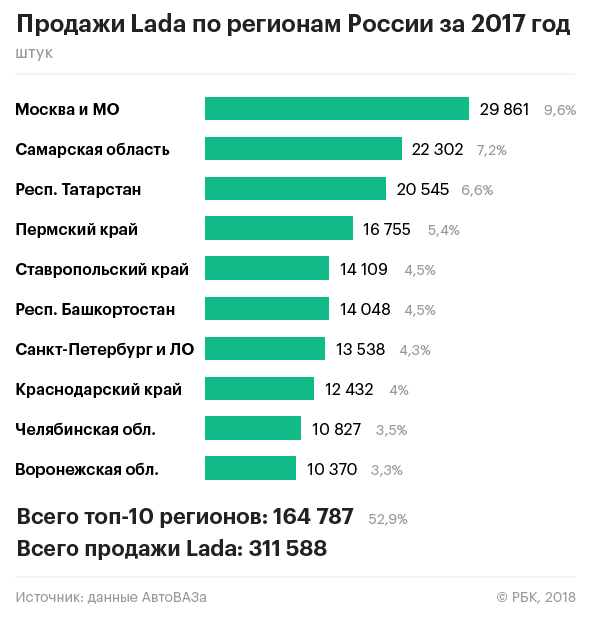 Продажи Lada по регионам России за 2017 год
штук
Москва и МО 29 861 9,6%
Самарская область 22 302 7,2%
Респ. Татарстан 20 545 6,6%
Пермский край 16 755 5,4%
Ставропольский край 14 109 4,5%
Респ. Башкортостан 14 048 4,5%
Санкт-Петербург и ЛО 13 538 4,3%
Краснодарский край 12 432 4%
Челябинская обл. 10 827 3,5%
Воронежская обл. 10 370 3,3%
Всего топ-10 регионов: 164 787 52,9%
Всего продажи Lada: 311 588
Источник: данные АвтоВАЗа © РБК, 2018